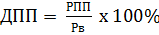 ДПП = РПП / Рв х 100%